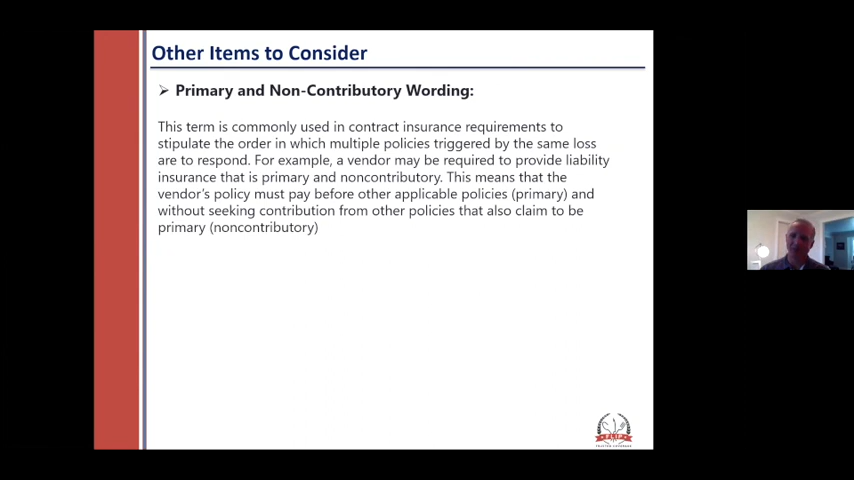 Other Items to Consider
Primary and Non-Contributory Wording:
This term is commonly used in contract insurance requirements to
stipulate the order in which multiple policies triggered by the same loss
are to respond. For example, a vendor may be required to provide liability
insurance that is primary and noncontributory. This means that the
vendor's policy must pay before other applicable policies (primary) and
without seeking contribution from other policies that also claim to be
primary (noncontributory)
FLIP